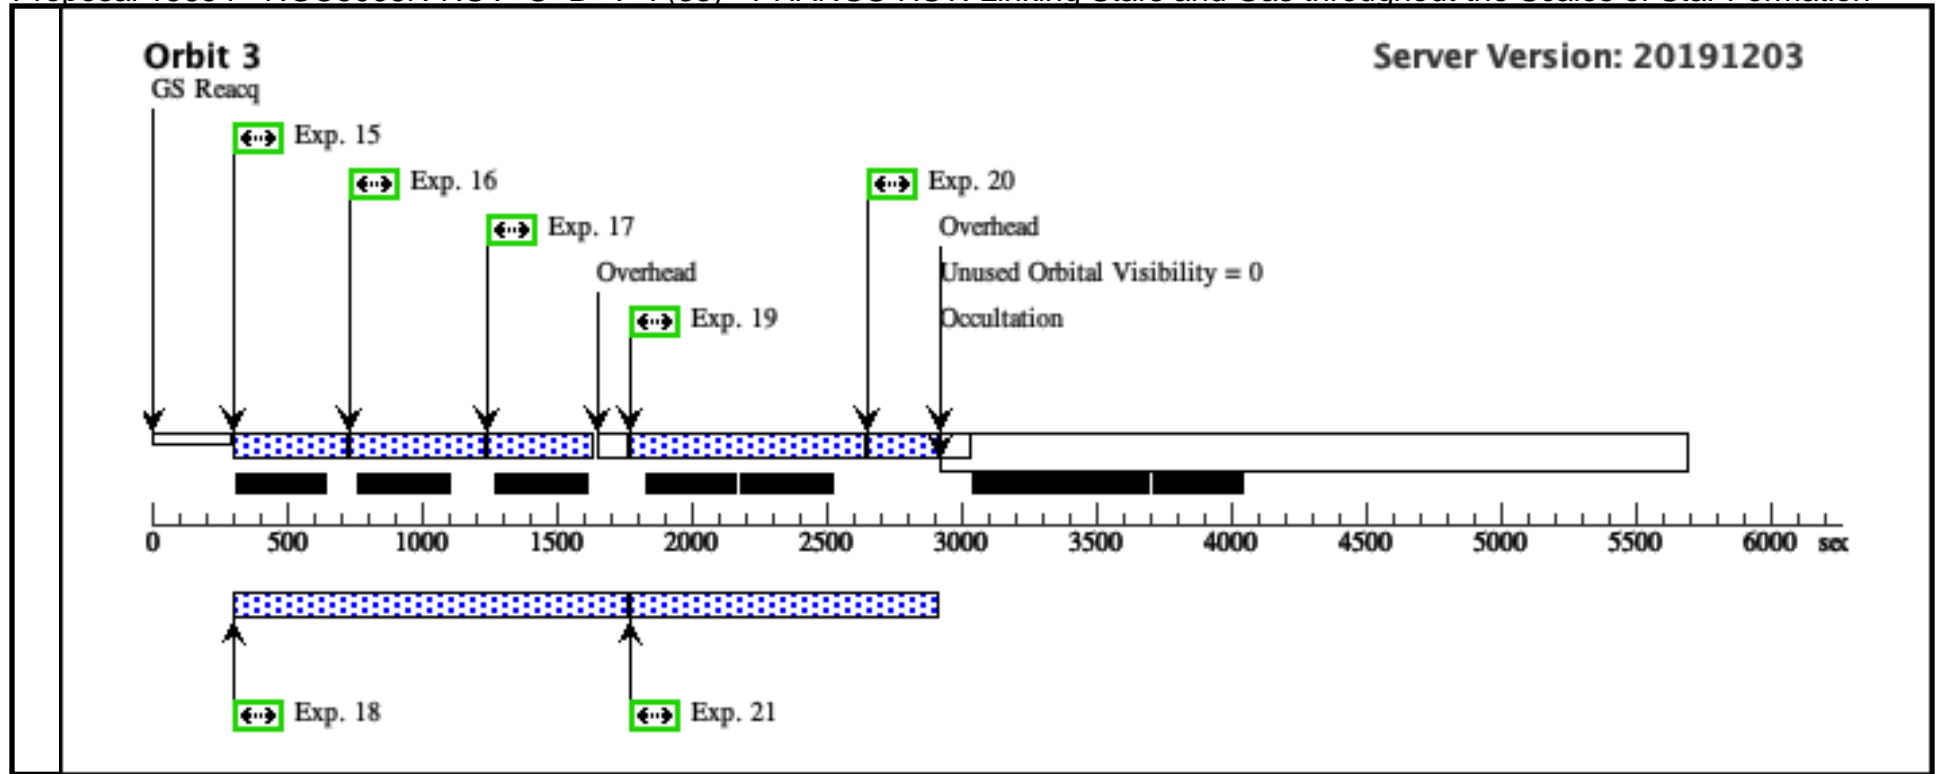 Orbit 3
Server Version: 20191203
GS Reacq
Exp. 15
Exp. 16
Exp. 20
Exp. 17
Overhead
Overhead
Unused Orbital Visibility = 0
Exp. 19
Occultation
0 500 1000 1500 2000 2500 3000 3500 4000 4500 5000 5500 6000 sec
Exp. 18
Exp. 21